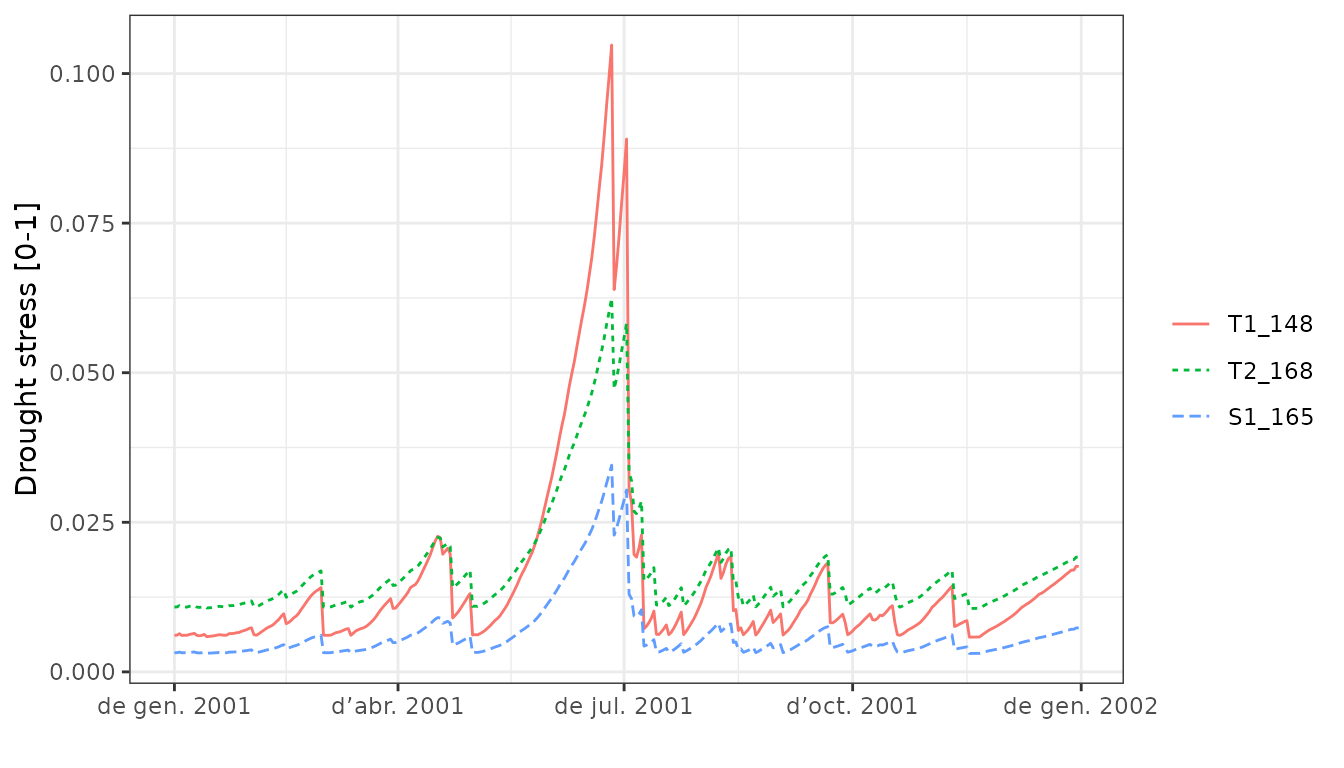 Drought stress [0-1]
0.100
0.075
0.050
0.025
0.000
de gen. 2001
d’abr. 2001
de jul. 2001
d’oct. 2001
de gen. 2002
T1_148
T2_168
S1_165